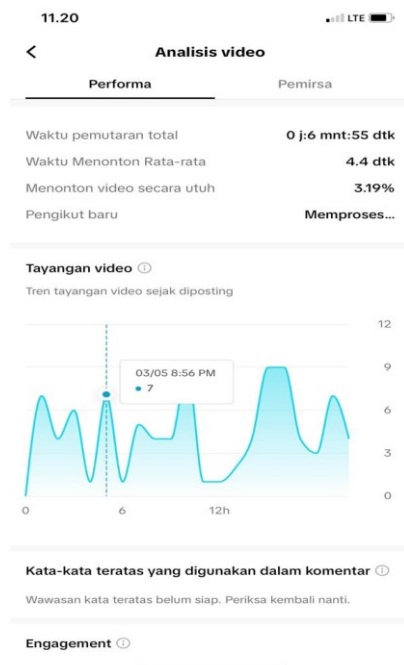 11.20
LTE
Analisis video
Performa Pemirsa
Waktu pemutaran total 0 j:6 mnt:55 dtk
Waktu Menonton Rata-rata 4.4 dtk
Menonton video secara utuh 3.19%
Pengikut baru Memproses...
Tayangan video
Tren tayangan video sejak diposting
12
03/05 8:56 PM
9
7
6
3
0
0 6 12h
Kata-kata teratas yang digunakan dalam komentar
Wawasan kata teratas belum siap. Periksa kembali nanti.
Engagement